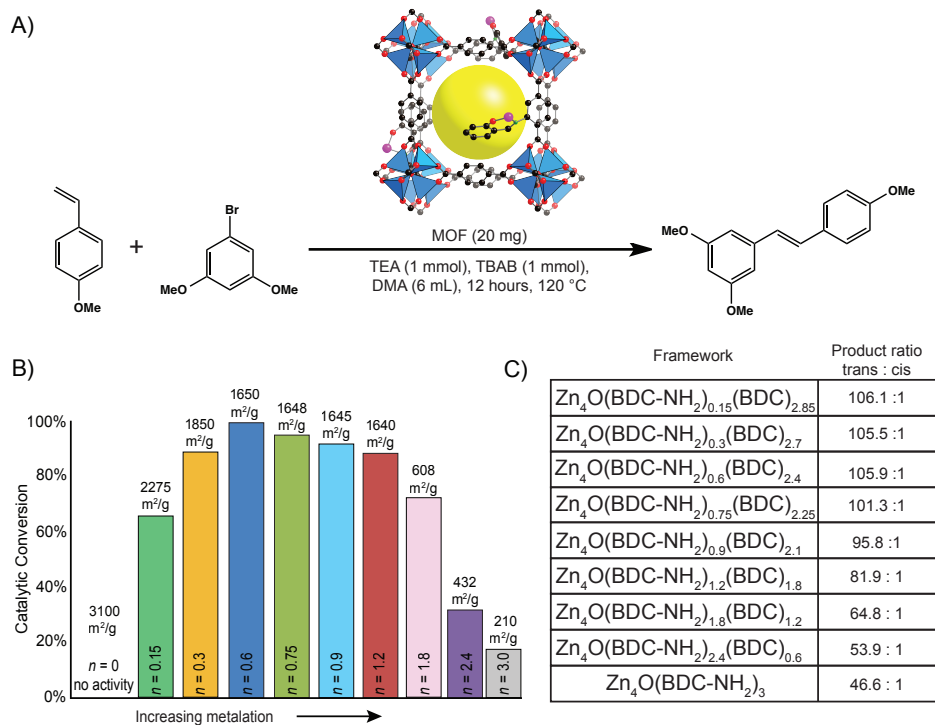 A)
Br
OMe
MeO
OMe
+
MOF (20 mg)
TEA (1 mmol), TBAB (1 mmol),
DMA (6 mL), 12 hours, 120 °C
OMe
MeO
OMe
B)
Catalytic Conversion
100%
80%
60%
40%
20%
0%
3100
m²/g
n = 0
no activity
2275
m²/g
n = 0.15
1850
m²/g
n = 0.3
1650
m²/g
n = 0.6
1648
m²/g
n = 0.75
1645
m²/g
n = 0.9
1640
m²/g
n = 1.2
608
m²/g
n = 1.8
432
m²/g
n = 2.4
210
m²/g
n = 3.0
Increasing metalation
C)
Framework
Product ratio
trans : cis
Zn₄O(BDC-NH₂)₀.₁₅(BDC)₂.₈₅ 106.1 :1
Zn₄O(BDC-NH₂)₀.₃(BDC)₂.₇ 105.5 :1
Zn₄O(BDC-NH₂)₀.₆(BDC)₂.₄ 105.9 :1
Zn₄O(BDC-NH₂)₀.₇₅(BDC)₂.₂₅ 101.3 :1
Zn₄O(BDC-NH₂)₀.₉(BDC)₂.₁ 95.8 :1
Zn₄O(BDC-NH₂)₁.₂(BDC)₁.₈ 81.9 : 1
Zn₄O(BDC-NH₂)₁.₈(BDC)₁.₂ 64.8 : 1
Zn₄O(BDC-NH₂)₂.₄(BDC)₀.₆ 53.9 : 1
Zn₄O(BDC-NH₂)₃ 46.6 : 1